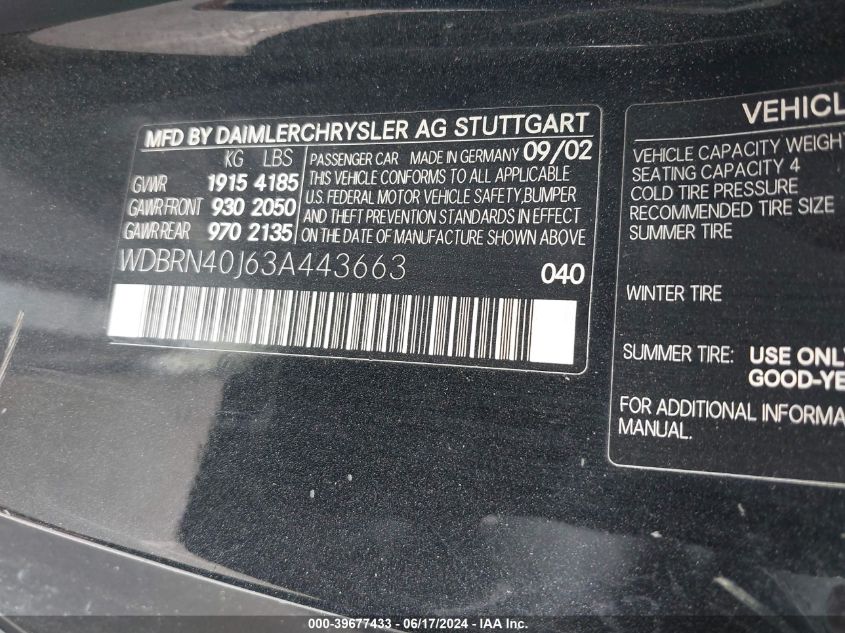 MFD BY DAIMLERCHRYSLER AG STUTTGART
KG LBS
GVWR 1915 4185
GAWR FRONT 930 2050
GAWR REAR 970 2135
PASSENGER CAR MADE IN GERMANY 09/02
THIS VEHICLE CONFORMS TO ALL APPLICABLE
U.S. FEDERAL MOTOR VEHICLE SAFETY, BUMPER
AND THEFT PREVENTION STANDARDS IN EFFECT
ON THE DATE OF MANUFACTURE SHOWN ABOVE
WDBRN40J63A443663
040
VEHICL
VEHICLE CAPACITY WEIGHT
SEATING CAPACITY 4
COLD TIRE PRESSURE
RECOMMENDED TIRE SIZE
SUMMER TIRE
WINTER TIRE
SUMMER TIRE: USE ONLY
GOOD-YE
FOR ADDITIONAL INFORMA
MANUAL.
000-39677433 - 06/17/2024 - IAA Inc.